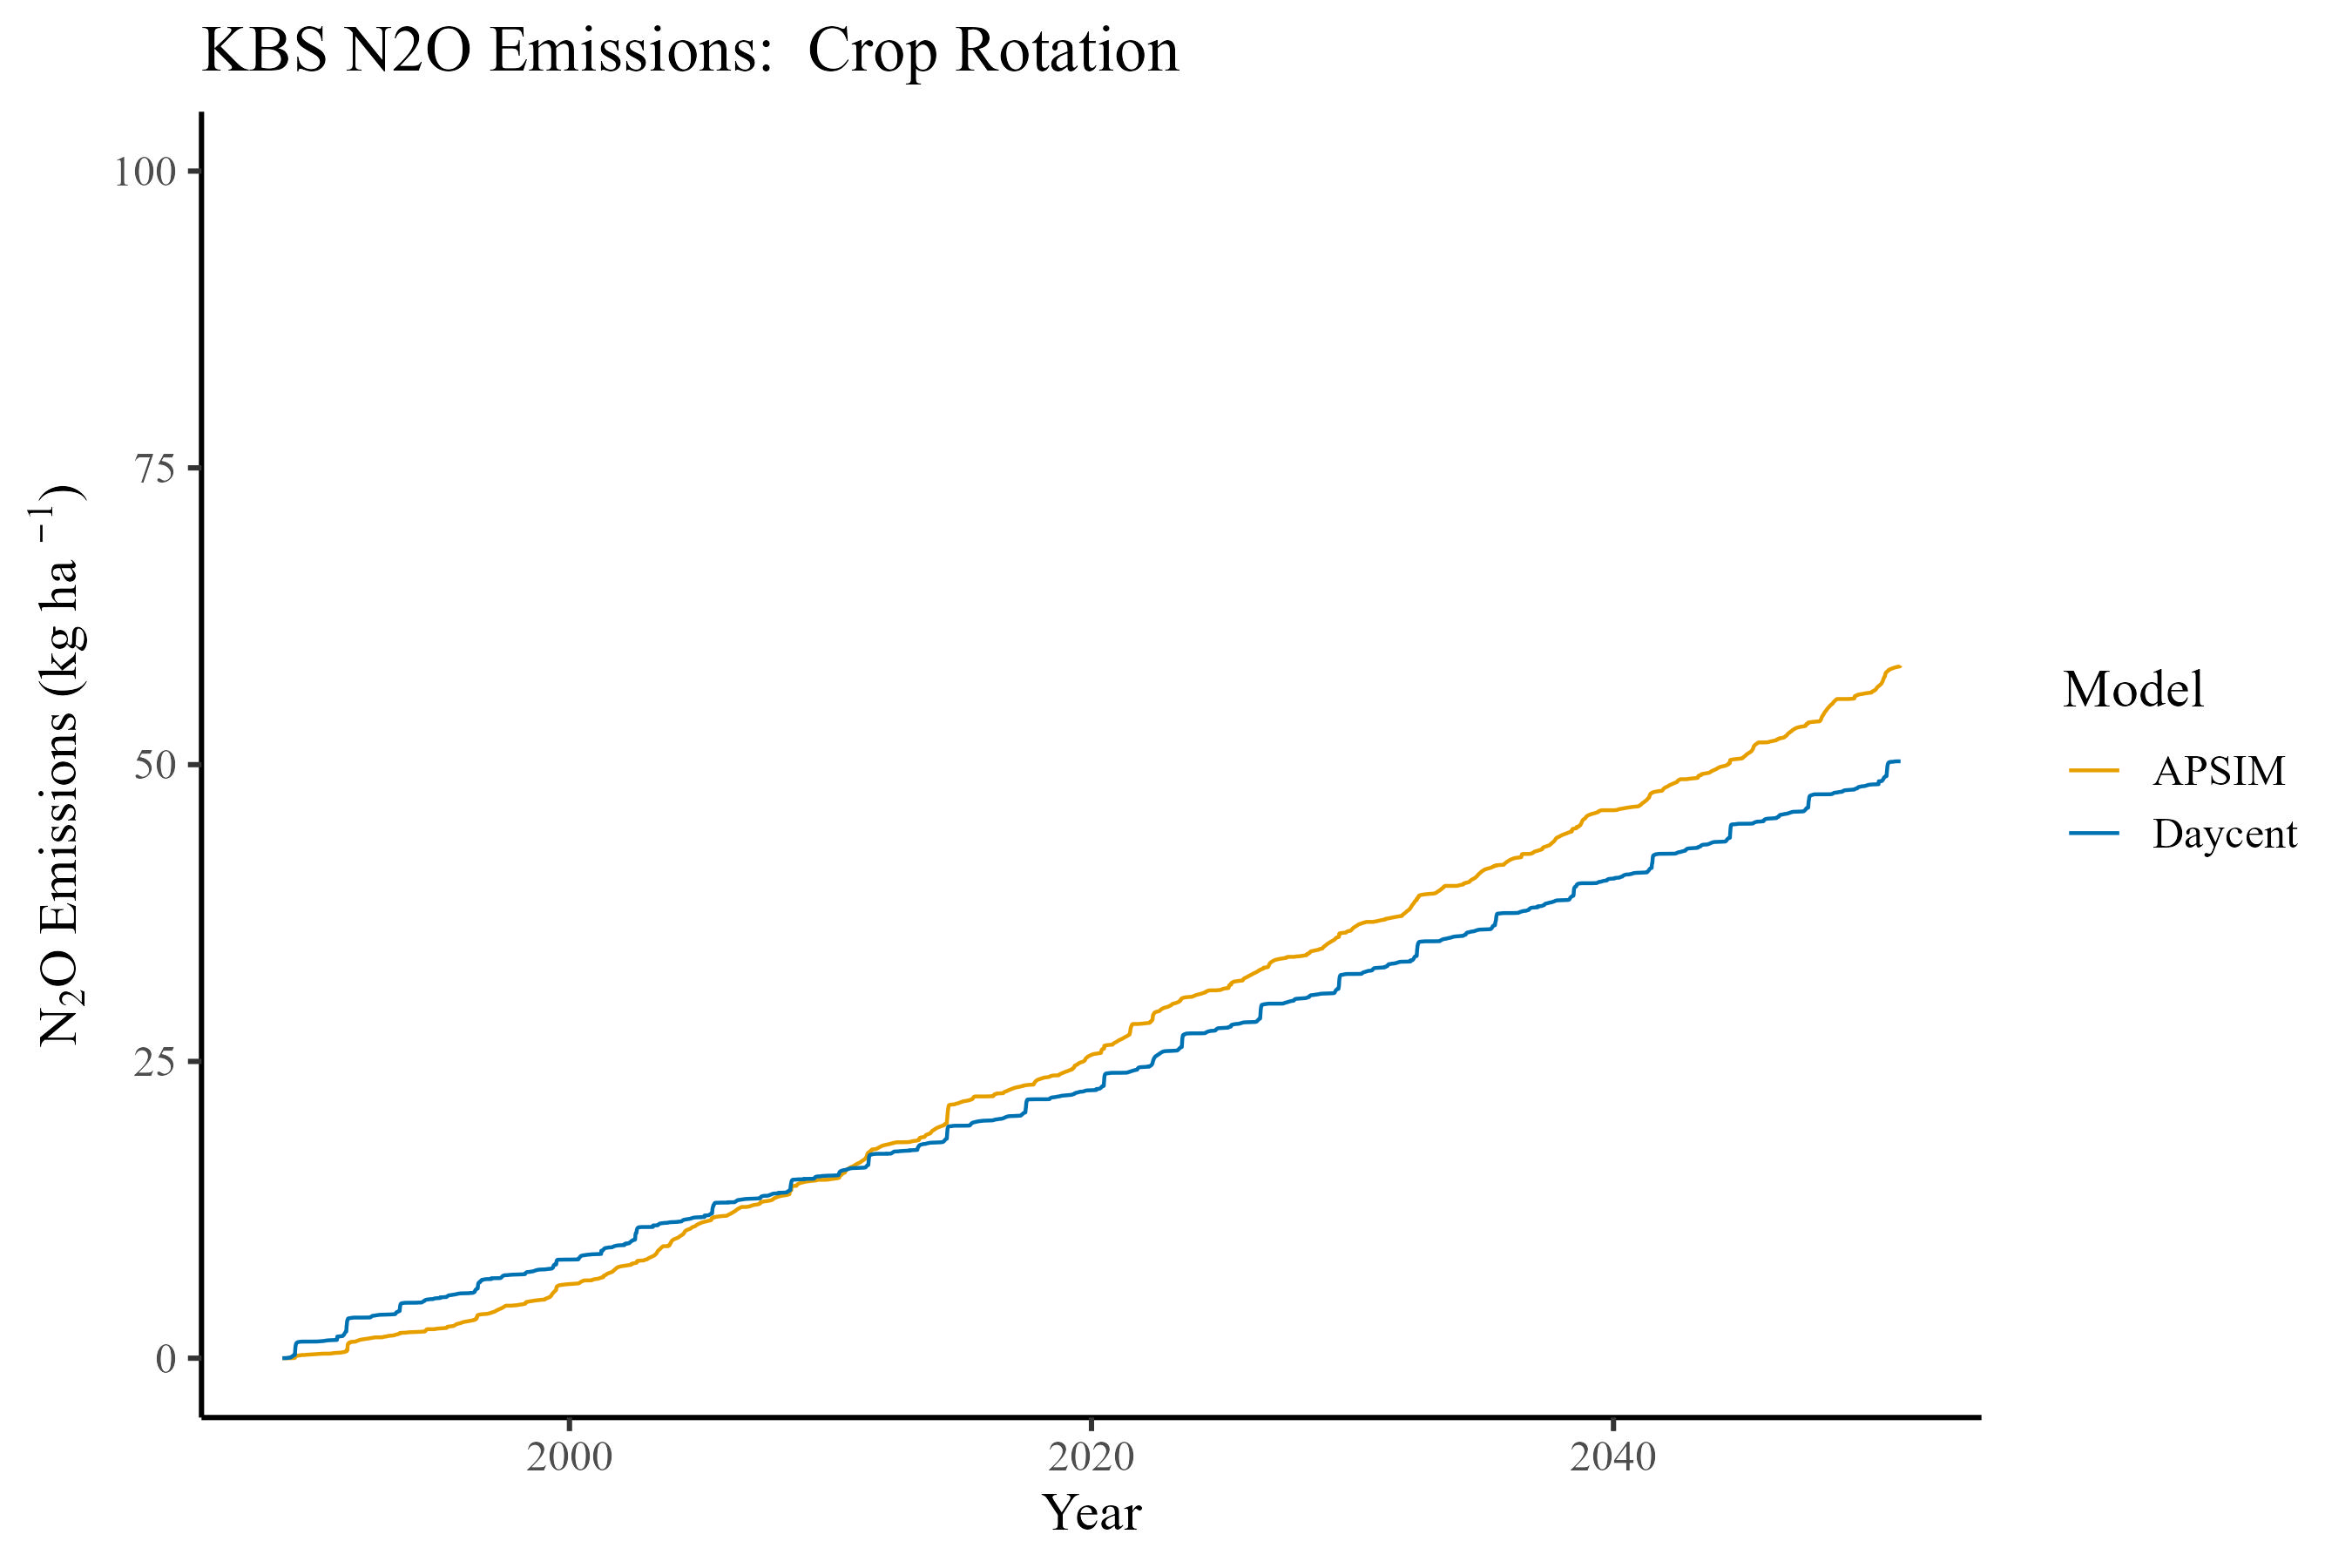 KBS N2O Emissions:  Crop Rotation
N₂O Emissions (kg ha⁻¹)
100
75
50
25
0
2000
2020
2040
Year
Model
APSIM
Daycent